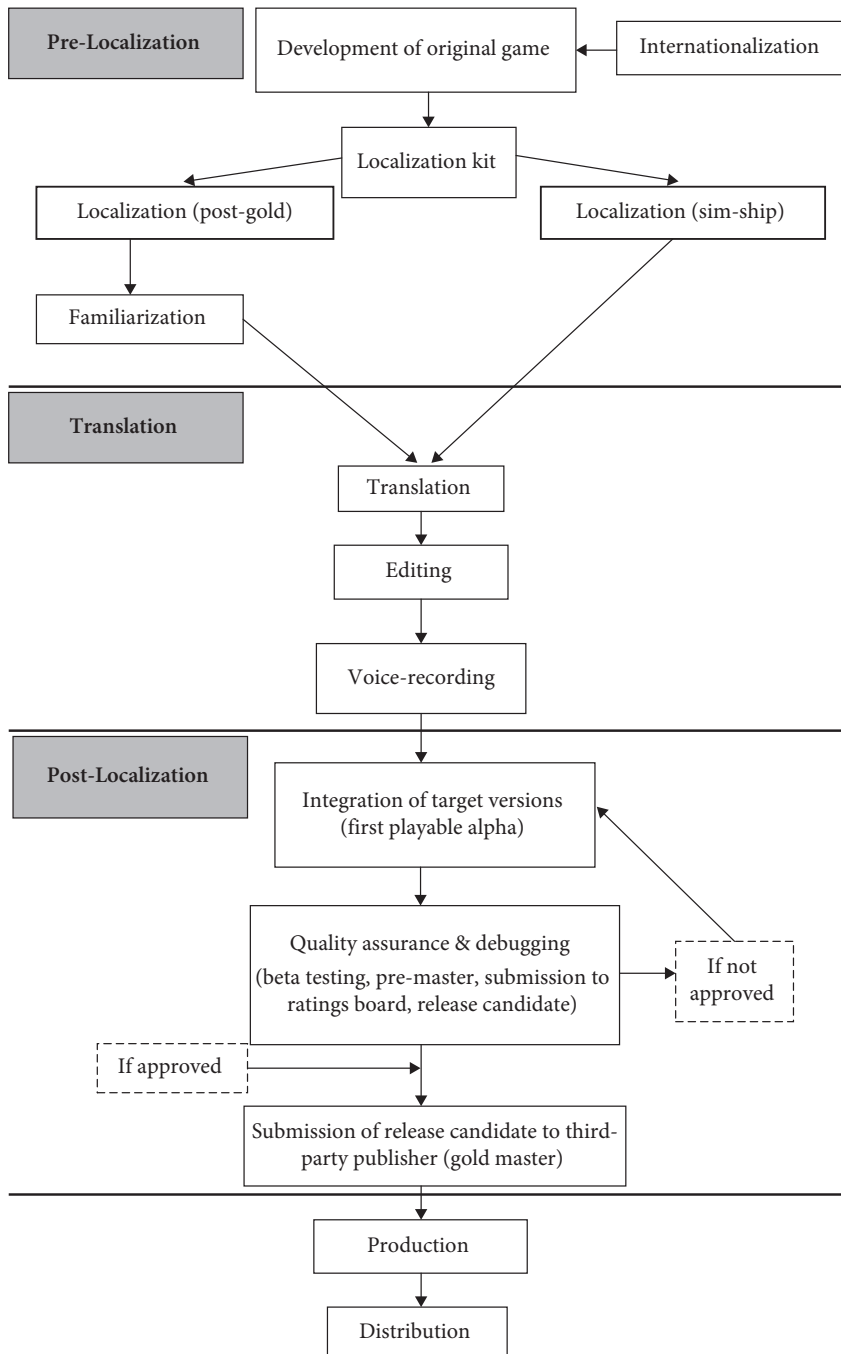 Pre-Localization
Development of original game
Internationalization
Localization kit
Localization (post-gold)
Localization (sim-ship)
Familiarization
Translation
Translation
Editing
Voice-recording
Post-Localization
Integration of target versions
(first playable alpha)
Quality assurance & debugging
(beta testing, pre-master, submission to
ratings board, release candidate)
If not
approved
If approved
Submission of release candidate to third-
party publisher (gold master)
Production
Distribution